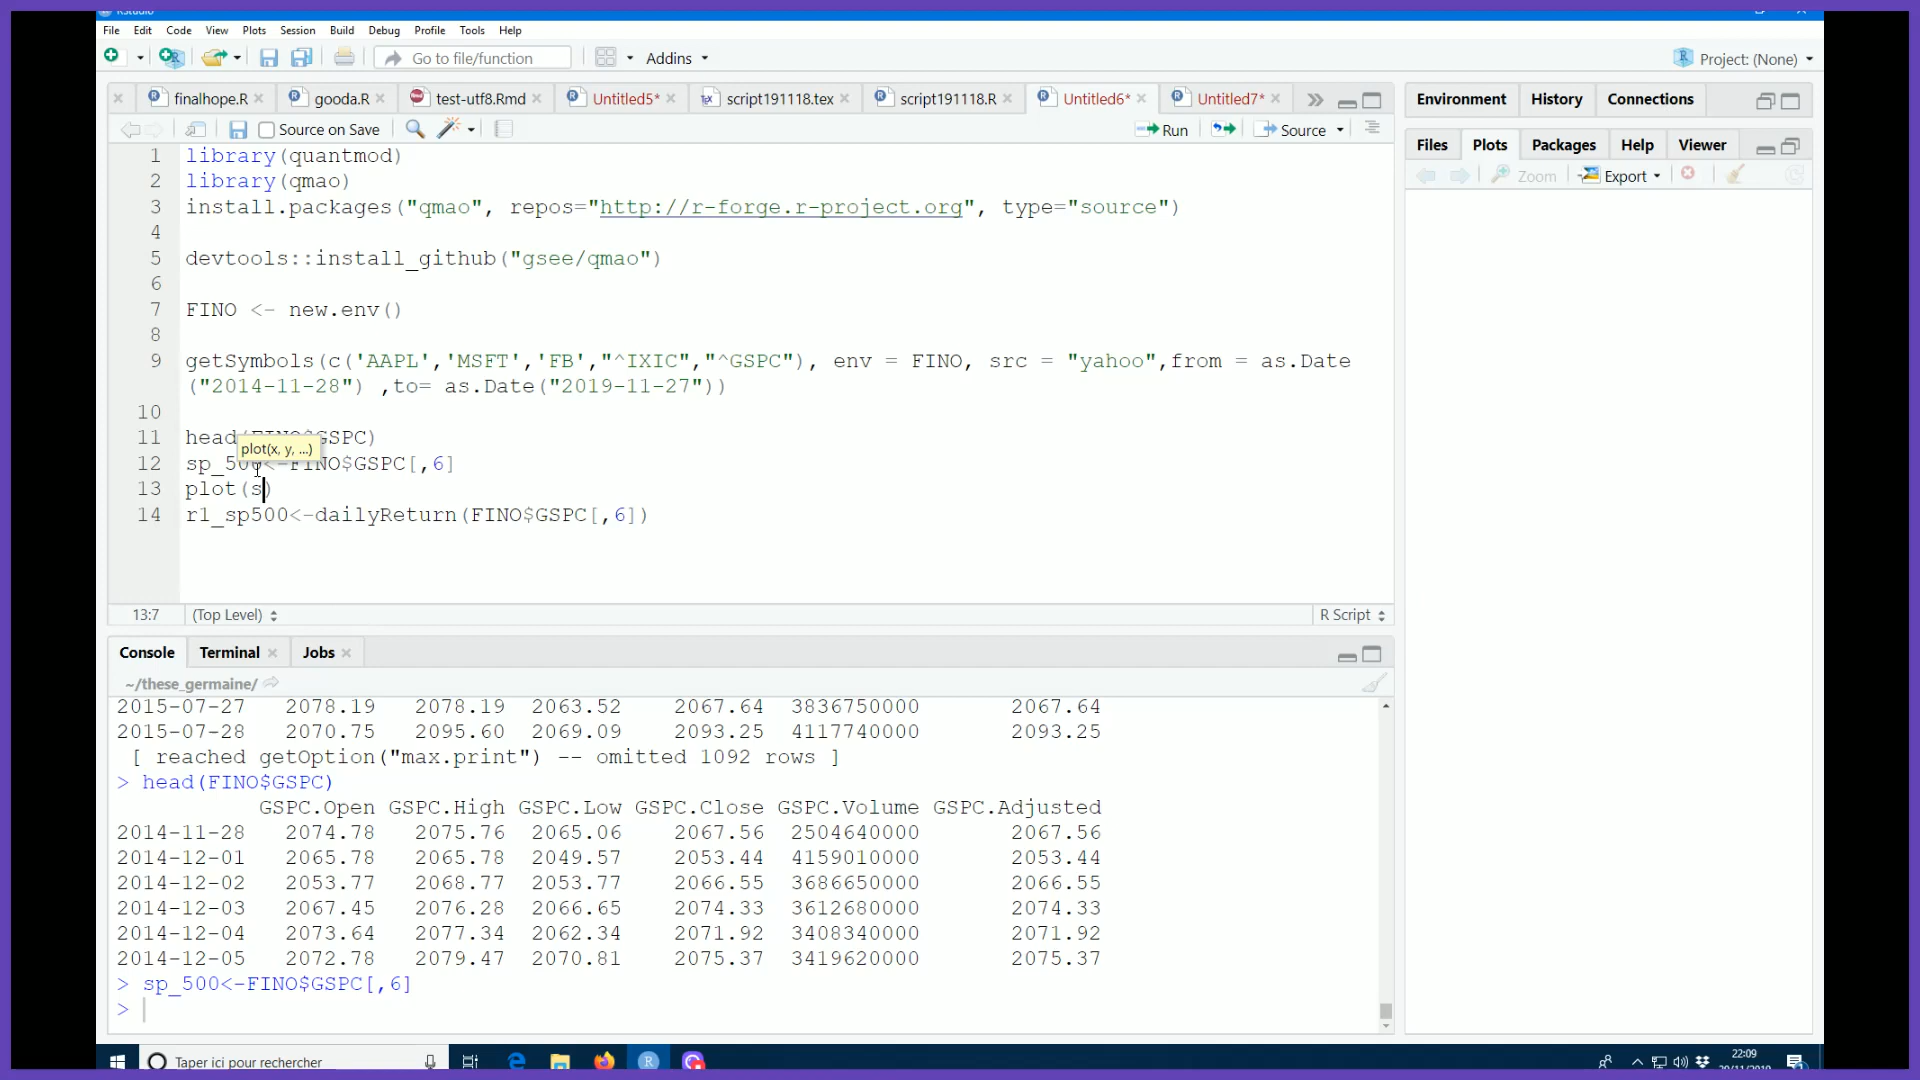 RStudio
File Edit Code View Plots Session Build Debug Profile Tools Help
Go to file/function Addins Project: (None)
finalhope.R gooda.R test-utf8.Rmd Untitled5* script191118.tex script191118.R Untitled6* Untitled7*
Source on Save Run Source
1 library(quantmod)
2 library(qmao)
3 install.packages("qmao", repos="http://r-forge.r-project.org", type="source")
4
5 devtools::install_github("gsee/qmao")
6
7 FINO <- new.env()
8
9 getSymbols(c('AAPL','MSFT','FB',"^IXIC","^GSPC"), env = FINO, src = "yahoo",from = as.Date
("2014-11-28") ,to= as.Date("2019-11-27"))
10
11 head(FINO$GSPC)
plot(x, y, ...)
12 sp_500<-FINO$GSPC[,6]
13 plot(s)
14 r1_sp500<-dailyReturn(FINO$GSPC[,6])
13:7 (Top Level) R Script
Console Terminal Jobs
~/these_germaine/
2015-07-27 2078.19 2078.19 2063.52 2067.64 3836750000 2067.64
2015-07-28 2070.75 2095.60 2069.09 2093.25 4117740000 2093.25
[ reached getOption("max.print") -- omitted 1092 rows ]
> head(FINO$GSPC)
GSPC.Open GSPC.High GSPC.Low GSPC.Close GSPC.Volume GSPC.Adjusted
2014-11-28 2074.78 2075.76 2065.06 2067.56 2504640000 2067.56
2014-12-01 2065.78 2065.78 2049.57 2053.44 4159010000 2053.44
2014-12-02 2053.77 2068.77 2053.77 2066.55 3686650000 2066.55
2014-12-03 2067.45 2076.28 2066.65 2074.33 3612680000 2074.33
2014-12-04 2073.64 2077.34 2062.34 2071.92 3408340000 2071.92
2014-12-05 2072.78 2079.47 2070.81 2075.37 3419620000 2075.37
> sp_500<-FINO$GSPC[,6]
>
Environment History Connections
Files Plots Packages Help Viewer
Zoom Export
Taper ici pour rechercher
22:09